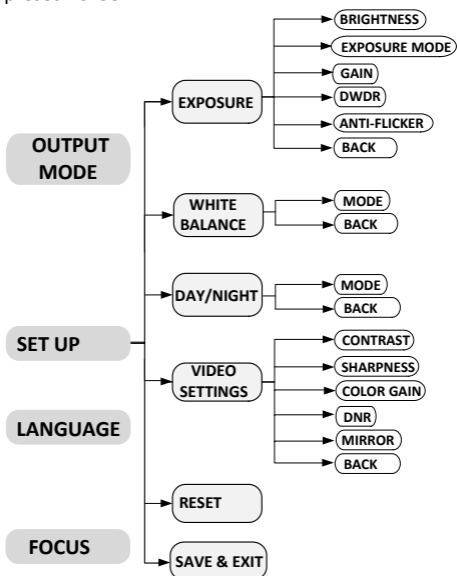 BRIGHTNESS
EXPOSURE MODE
GAIN
DWDR
ANTI-FLICKER
BACK
EXPOSURE
OUTPUT
MODE
WHITE
BALANCE
MODE
BACK
DAY/NIGHT
MODE
BACK
SET UP
VIDEO
SETTINGS
CONTRAST
SHARPNESS
COLOR GAIN
DNR
MIRROR
BACK
LANGUAGE
RESET
FOCUS
SAVE & EXIT